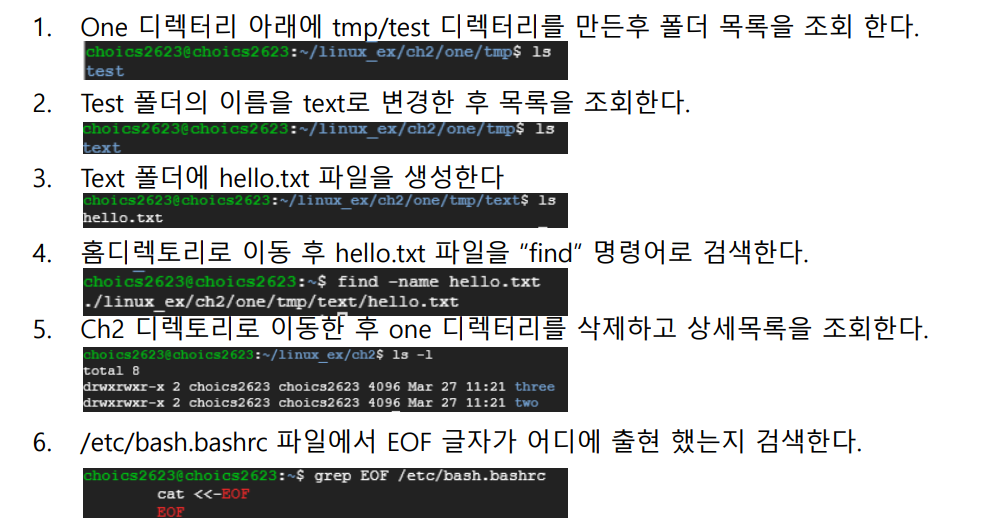 1. One 디렉터리 아래에 tmp/test 디렉터리를 만든후 폴더 목록을 조회 한다.
choics2623@choics2623:~/linux_ex/ch2/one/tmp$ ls
test
2. Test 폴더의 이름을 text로 변경한 후 목록을 조회한다.
choics2623@choics2623:~/linux_ex/ch2/one/tmp$ ls
text
3. Text 폴더에 hello.txt 파일을 생성한다
choics2623@choics2623:~/linux_ex/ch2/one/tmp/text$ ls
hello.txt
4. 홈디렉토리로 이동 후 hello.txt 파일을 “find” 명령어로 검색한다.
choics2623@choics2623:~$ find -name hello.txt
./linux_ex/ch2/one/tmp/text/hello.txt
5. Ch2 디렉토리로 이동한 후 one 디렉터리를 삭제하고 상세목록을 조회한다.
choics2623@choics2623:~/linux_ex/ch2$ ls -l
total 8
drwxrwxr-x 2 choics2623 choics2623 4096 Mar 27 11:21 three
drwxrwxr-x 2 choics2623 choics2623 4096 Mar 27 11:21 two
6. /etc/bash.bashrc 파일에서 EOF 글자가 어디에 출현 했는지 검색한다.
choics2623@choics2623:~$ grep EOF /etc/bash.bashrc
cat <<-EOF
EOF